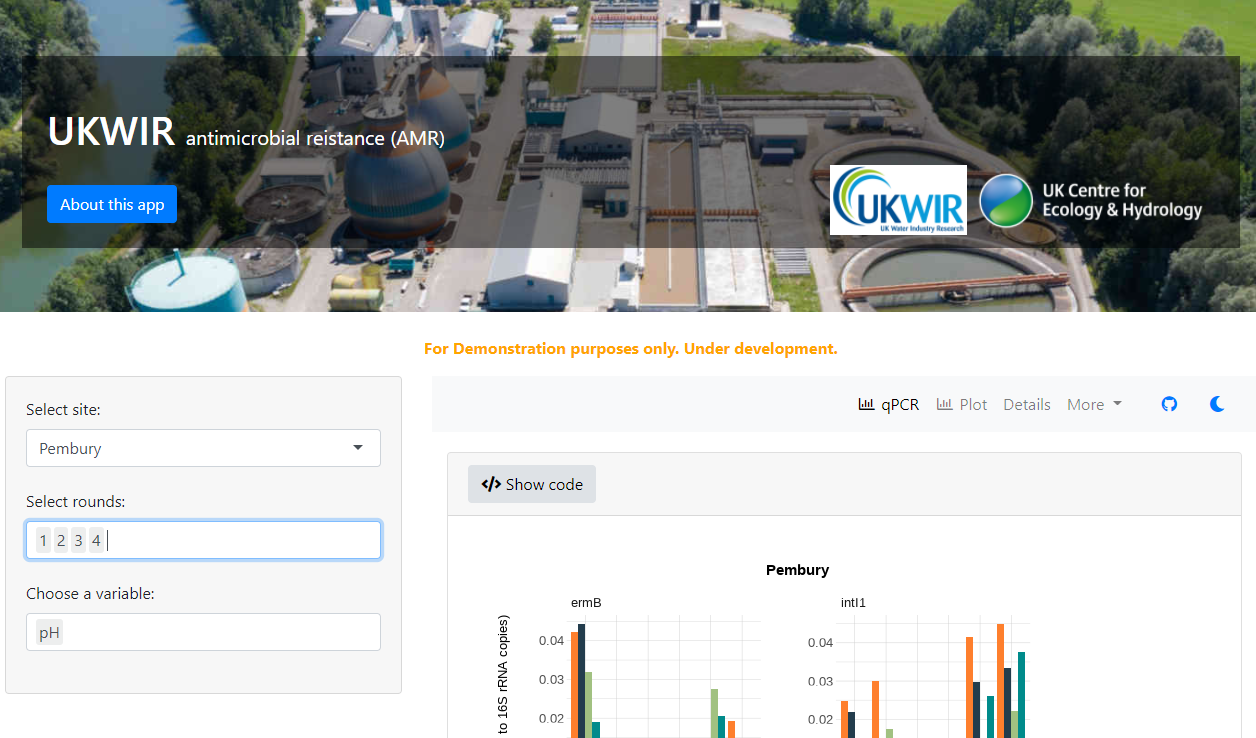 UKWIR antimicrobial reistance (AMR)
About this app
UKWIR
UK Water Industry Research
UK Centre for
Ecology & Hydrology
For Demonstration purposes only. Under development.
Select site:
Pembury
Select rounds:
1 2 3 4
Choose a variable:
pH
qPCR Plot Details More
</> Show code
Pembury
ermB
intI1
to 16S rRNA copies)
0.04
0.03
0.02
0.04
0.03
0.02